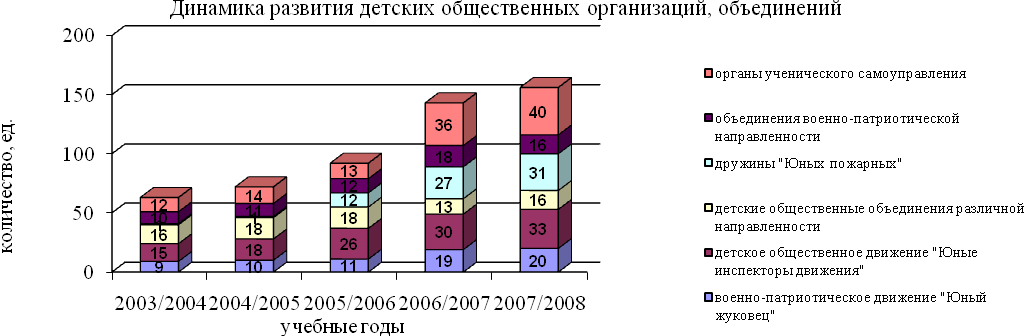 Динамика развития детских общественных организаций, объединений
количество, ед.
200
150
100
50
0
12
10
1
16
15
9
14
11
1
18
18
10
13
12
12
18
26
11
36
18
27
13
30
19
40
16
31
16
33
20
2003/2004 2004/2005 2005/2006 2006/2007 2007/2008
учебные годы
органы ученического самоуправления
объединения военно-патриотической
направленности
дружины "Юных пожарных"
детские общественные объединения различной
направленности
детское общественное движение "Юные
инспекторы движения"
военно-патриотическое движение "Юный
жуковец"